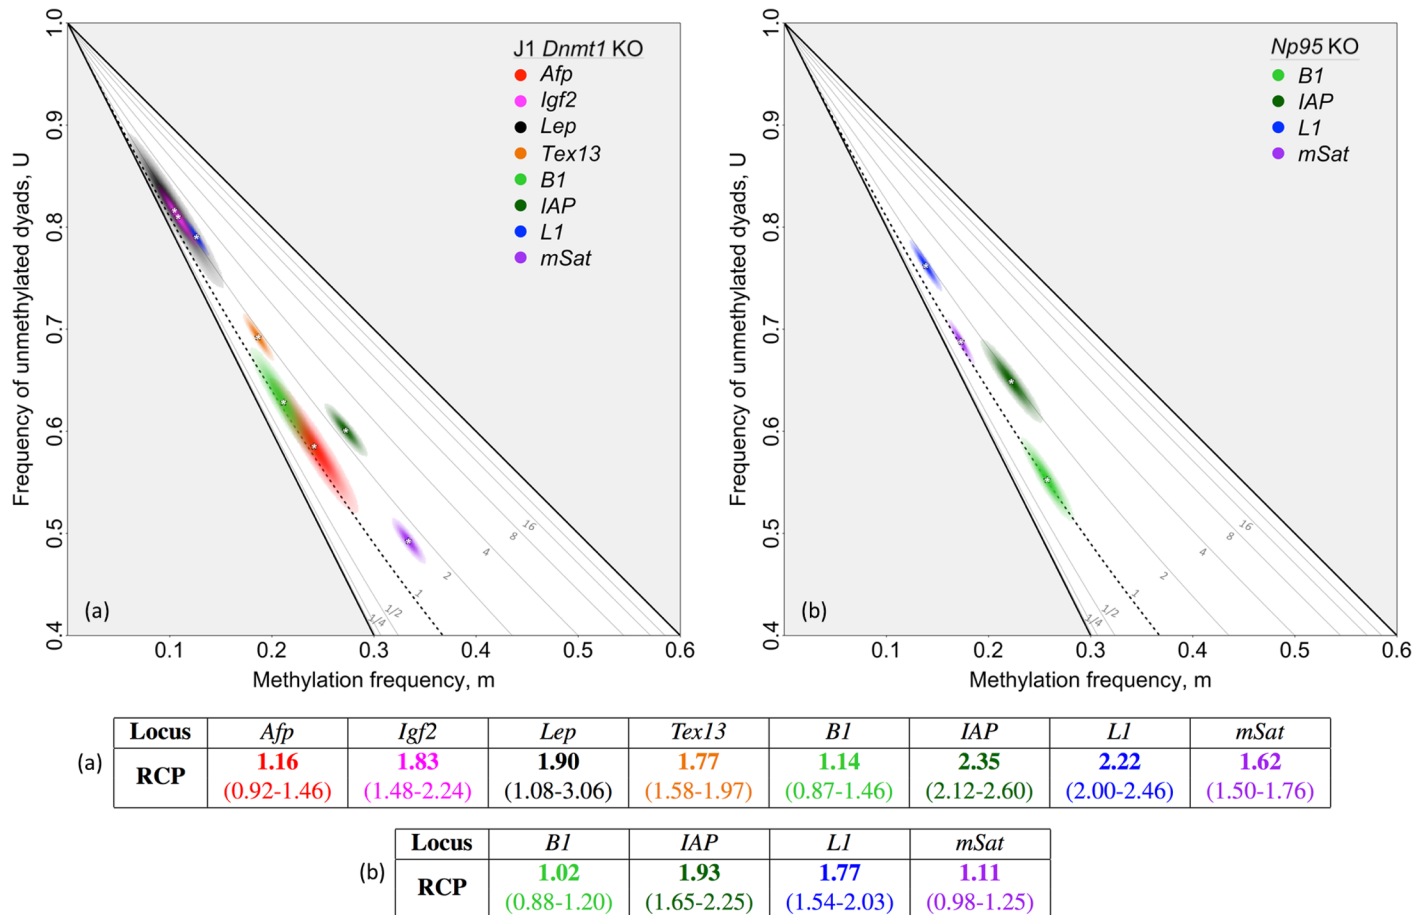 J1 Dnmt1 KO
Afp
Igf2
Lep
Tex13
B1
IAP
L1
mSat
Frequency of unmethylated dyads, U
1.0
0.9
0.8
0.7
0.6
0.5
0.4
16
8
4
2
1
1/2
1/4
(a)
0.1 0.2 0.3 0.4 0.5 0.6
Methylation frequency, m
Np95 KO
B1
IAP
L1
mSat
Frequency of unmethylated dyads, U
1.0
0.9
0.8
0.7
0.6
0.5
0.4
16
8
4
2
1
1/2
1/4
(b)
0.1 0.2 0.3 0.4 0.5 0.6
Methylation frequency, m
(a)
Locus Afp Igf2 Lep Tex13 B1 IAP L1 mSat
RCP 1.16 1.83 1.90 1.77 1.14 2.35 2.22 1.62
(0.92-1.46) (1.48-2.24) (1.08-3.06) (1.58-1.97) (0.87-1.46) (2.12-2.60) (2.00-2.46) (1.50-1.76)
(b)
Locus B1 IAP L1 mSat
RCP 1.02 1.93 1.77 1.11
(0.88-1.20) (1.65-2.25) (1.54-2.03) (0.98-1.25)